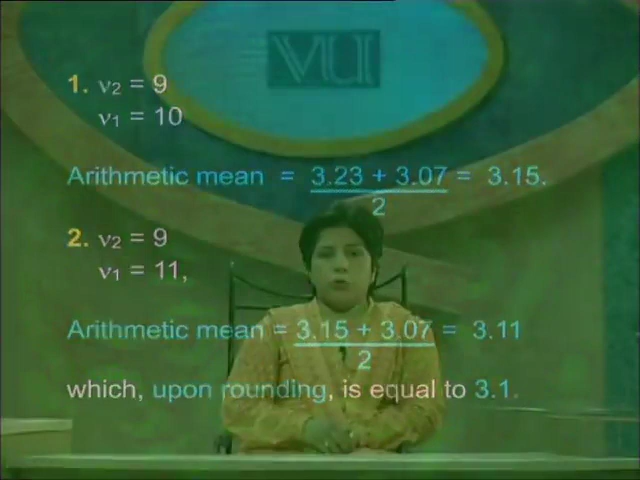 VU
1. ν₂ = 9
ν₁ = 10
Arithmetic mean = 3.23 + 3.07 = 3.15.
2
2. ν₂ = 9
ν₁ = 11,
Arithmetic mean = 3.15 + 3.07 = 3.11
2
which, upon rounding, is equal to 3.1.